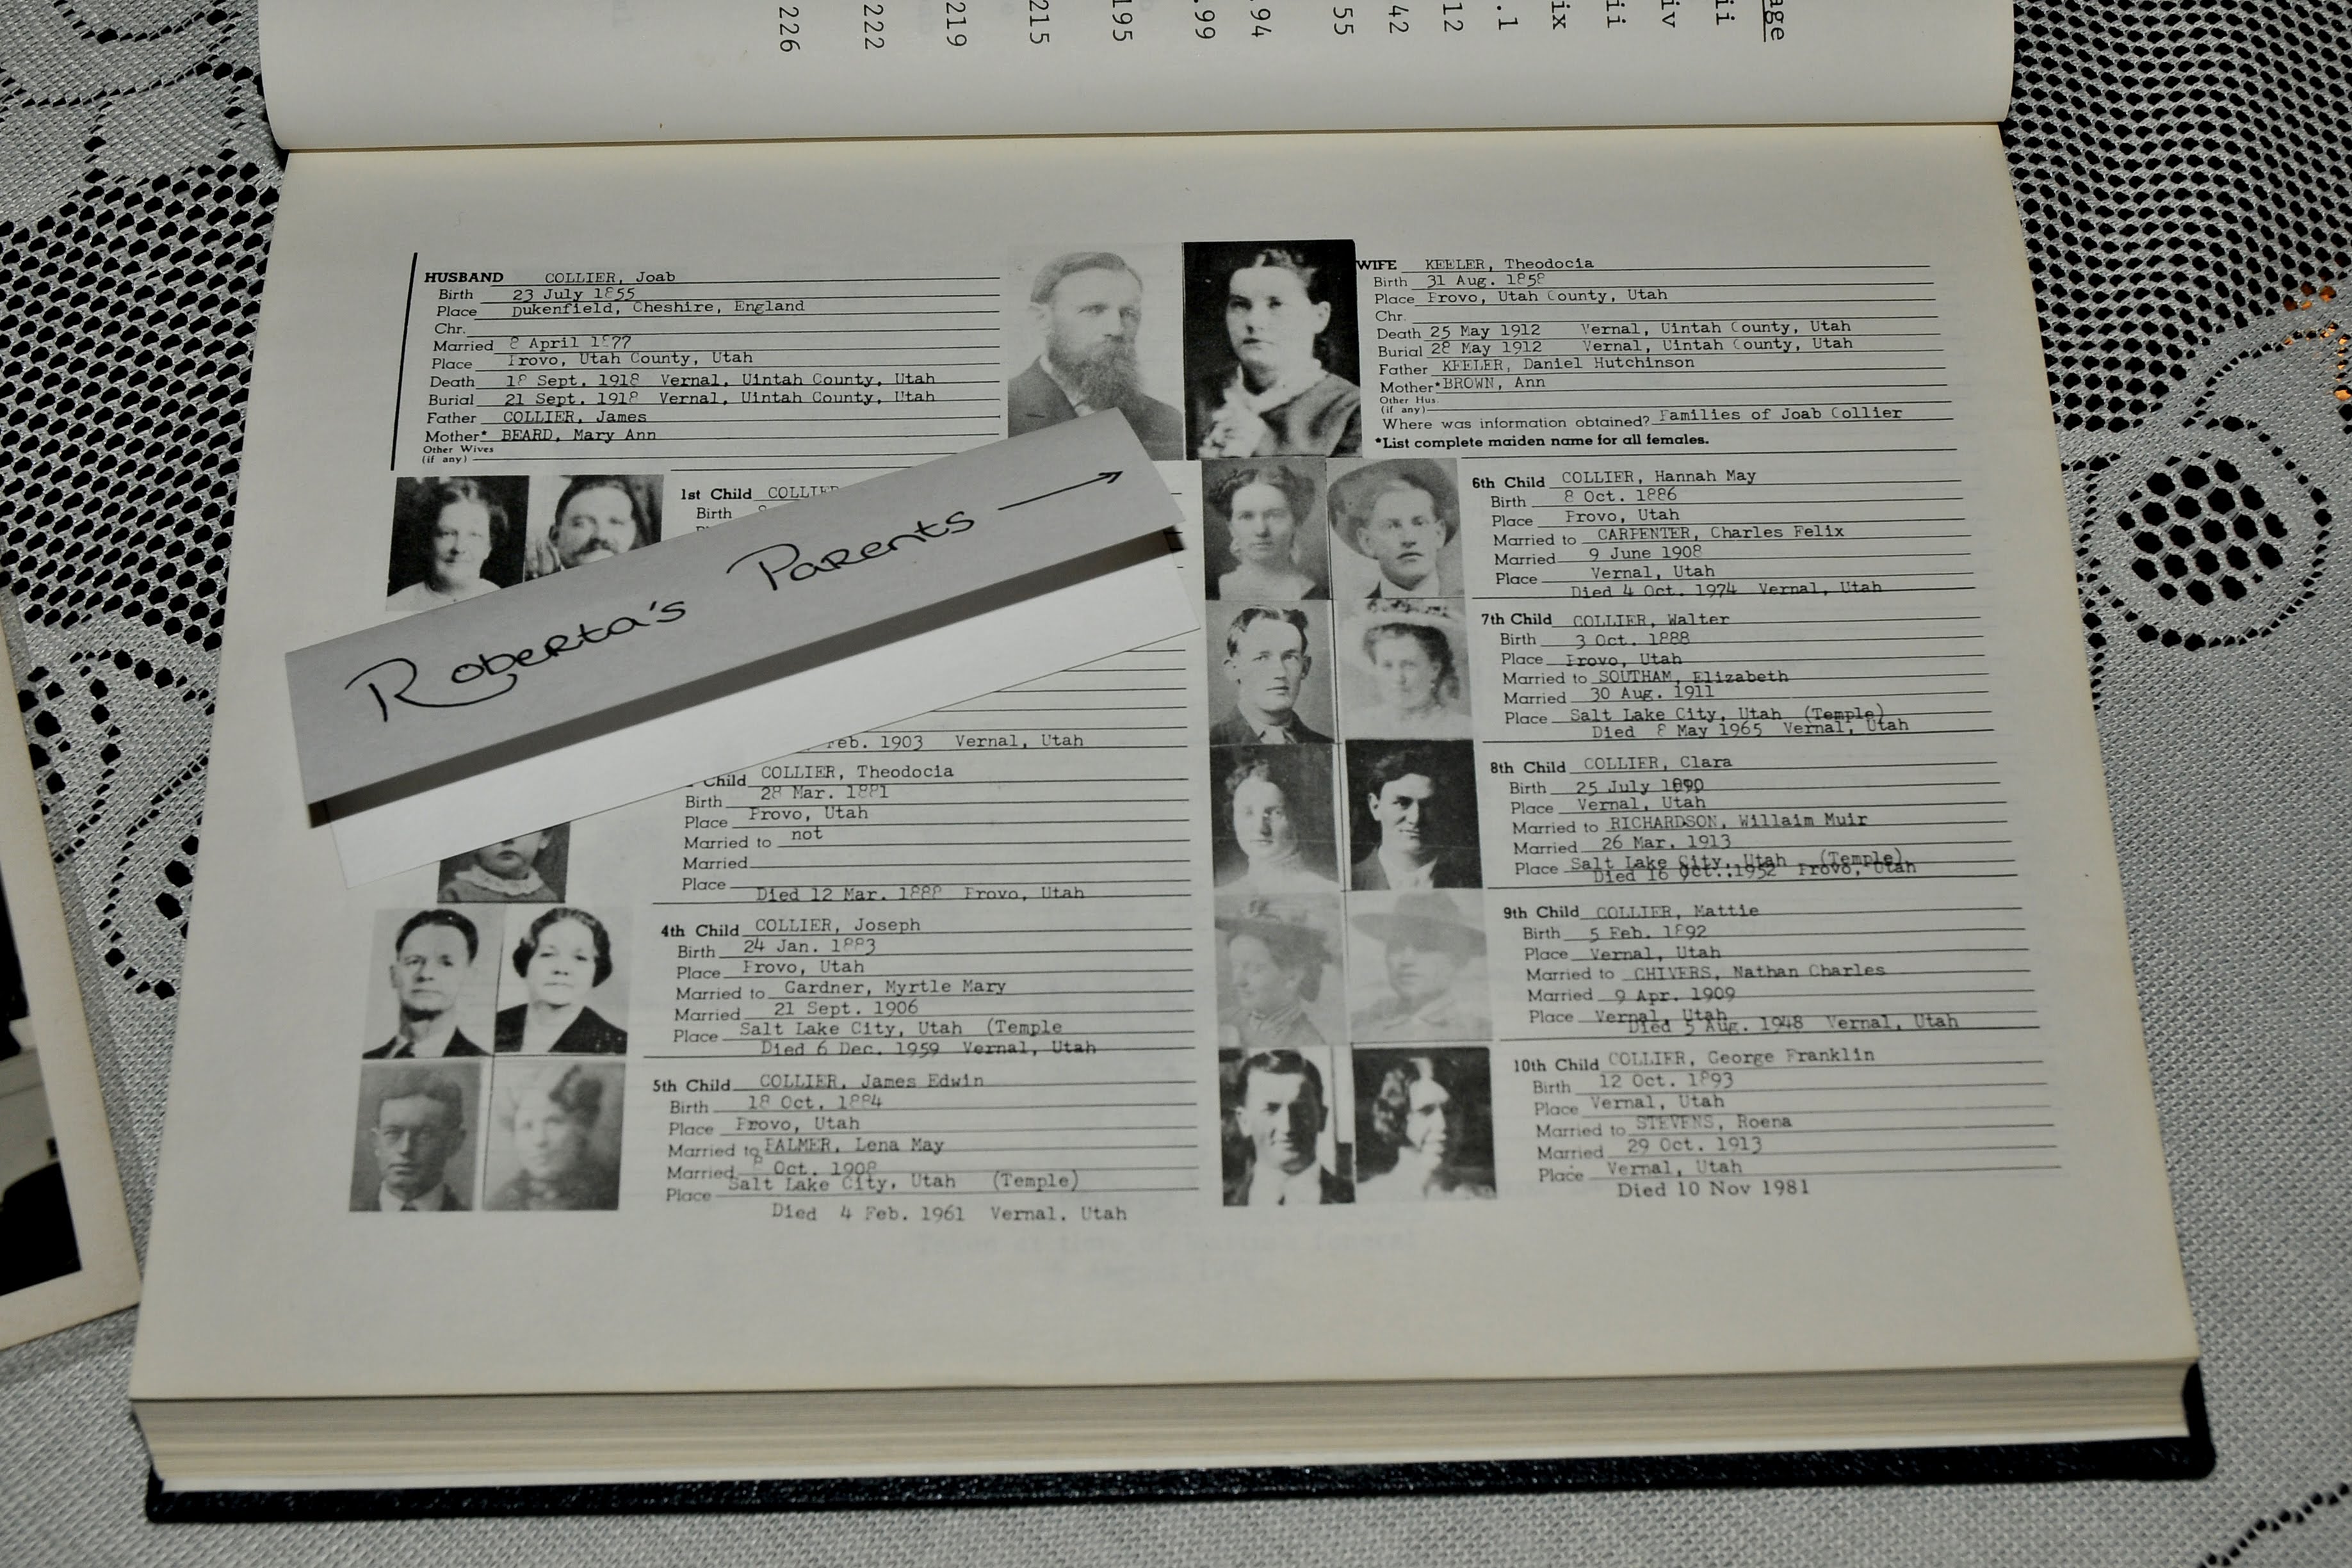 age
ii
iv
ii
ix
.1
12
42
55
94
.99
195
215
219
222
226
HUSBAND COLLIER, Joab
Birth 23 July 1855
Place Dukenfield, Cheshire, England
Chr.
Married 8 April 1877
Place Provo, Utah County, Utah
Death 18 Sept. 1918 Vernal, Uintah County, Utah
Burial 21 Sept. 1918 Vernal, Uintah County, Utah
Father COLLIER, James
Mother* BEARD, Mary Ann
Other Wives
(if any)
WIFE KEELER, Theodocia
Birth 31 Aug. 1858
Place Provo, Utah County, Utah
Chr.
Death 25 May 1912 Vernal, Uintah County, Utah
Burial 28 May 1912 Vernal, Uintah County, Utah
Father KEELER, Daniel Hutchinson
Mother* BROWN, Ann
Other Hus.
(if any)
Where was information obtained? Families of Joab Collier
*List complete maiden name for all females.
1st Child COLLIER
Birth
Roberta's Parents →
Feb. 1903 Vernal, Utah
Child COLLIER, Theodocia
Birth 28 Mar. 1881
Place Provo, Utah
Married to not
Married
Place
Died 12 Mar. 1888 Provo, Utah
4th Child COLLIER, Joseph
Birth 24 Jan. 1883
Place Provo, Utah
Married to Gardner, Myrtle Mary
Married 21 Sept. 1906
Place Salt Lake City, Utah (Temple
Died 6 Dec. 1959 Vernal, Utah
5th Child COLLIER, James Edwin
Birth 18 Oct. 1884
Place Provo, Utah
Married to PALMER, Lena May
Married 8 Oct. 1908
Place Salt Lake City, Utah (Temple)
Died 4 Feb. 1961 Vernal. Utah
6th Child COLLIER, Hannah May
Birth 8 Oct. 1886
Place Provo, Utah
Married to CARPENTER, Charles Felix
Married 9 June 1908
Place Vernal, Utah
Died 4 Oct. 1974 Vernal, Utah
7th Child COLLIER, Walter
Birth 3 Oct. 1888
Place Provo, Utah
Married to SOUTHAM, Elizabeth
Married 30 Aug. 1911
Place Salt Lake City, Utah (Temple)
Died 8 May 1965 Vernal, Utah
8th Child COLLIER, Clara
Birth 25 July 1890
Place Vernal, Utah
Married to RICHARDSON, Willaim Muir
Married 26 Mar. 1913
Place Salt Lake City, Utah (Temple)
Died 16 Oct. 1952 Provo, Utah
9th Child COLLIER, Mattie
Birth 5 Feb. 1892
Place Vernal, Utah
Married to CHIVERS, Nathan Charles
Married 9 Apr. 1909
Place Vernal, Utah
Died 5 Aug. 1948 Vernal, Utah
10th Child COLLIER, George Franklin
Birth 12 Oct. 1893
Place Vernal, Utah
Married to STEVENS, Roena
Married 29 Oct. 1913
Place Vernal, Utah
Died 10 Nov 1981